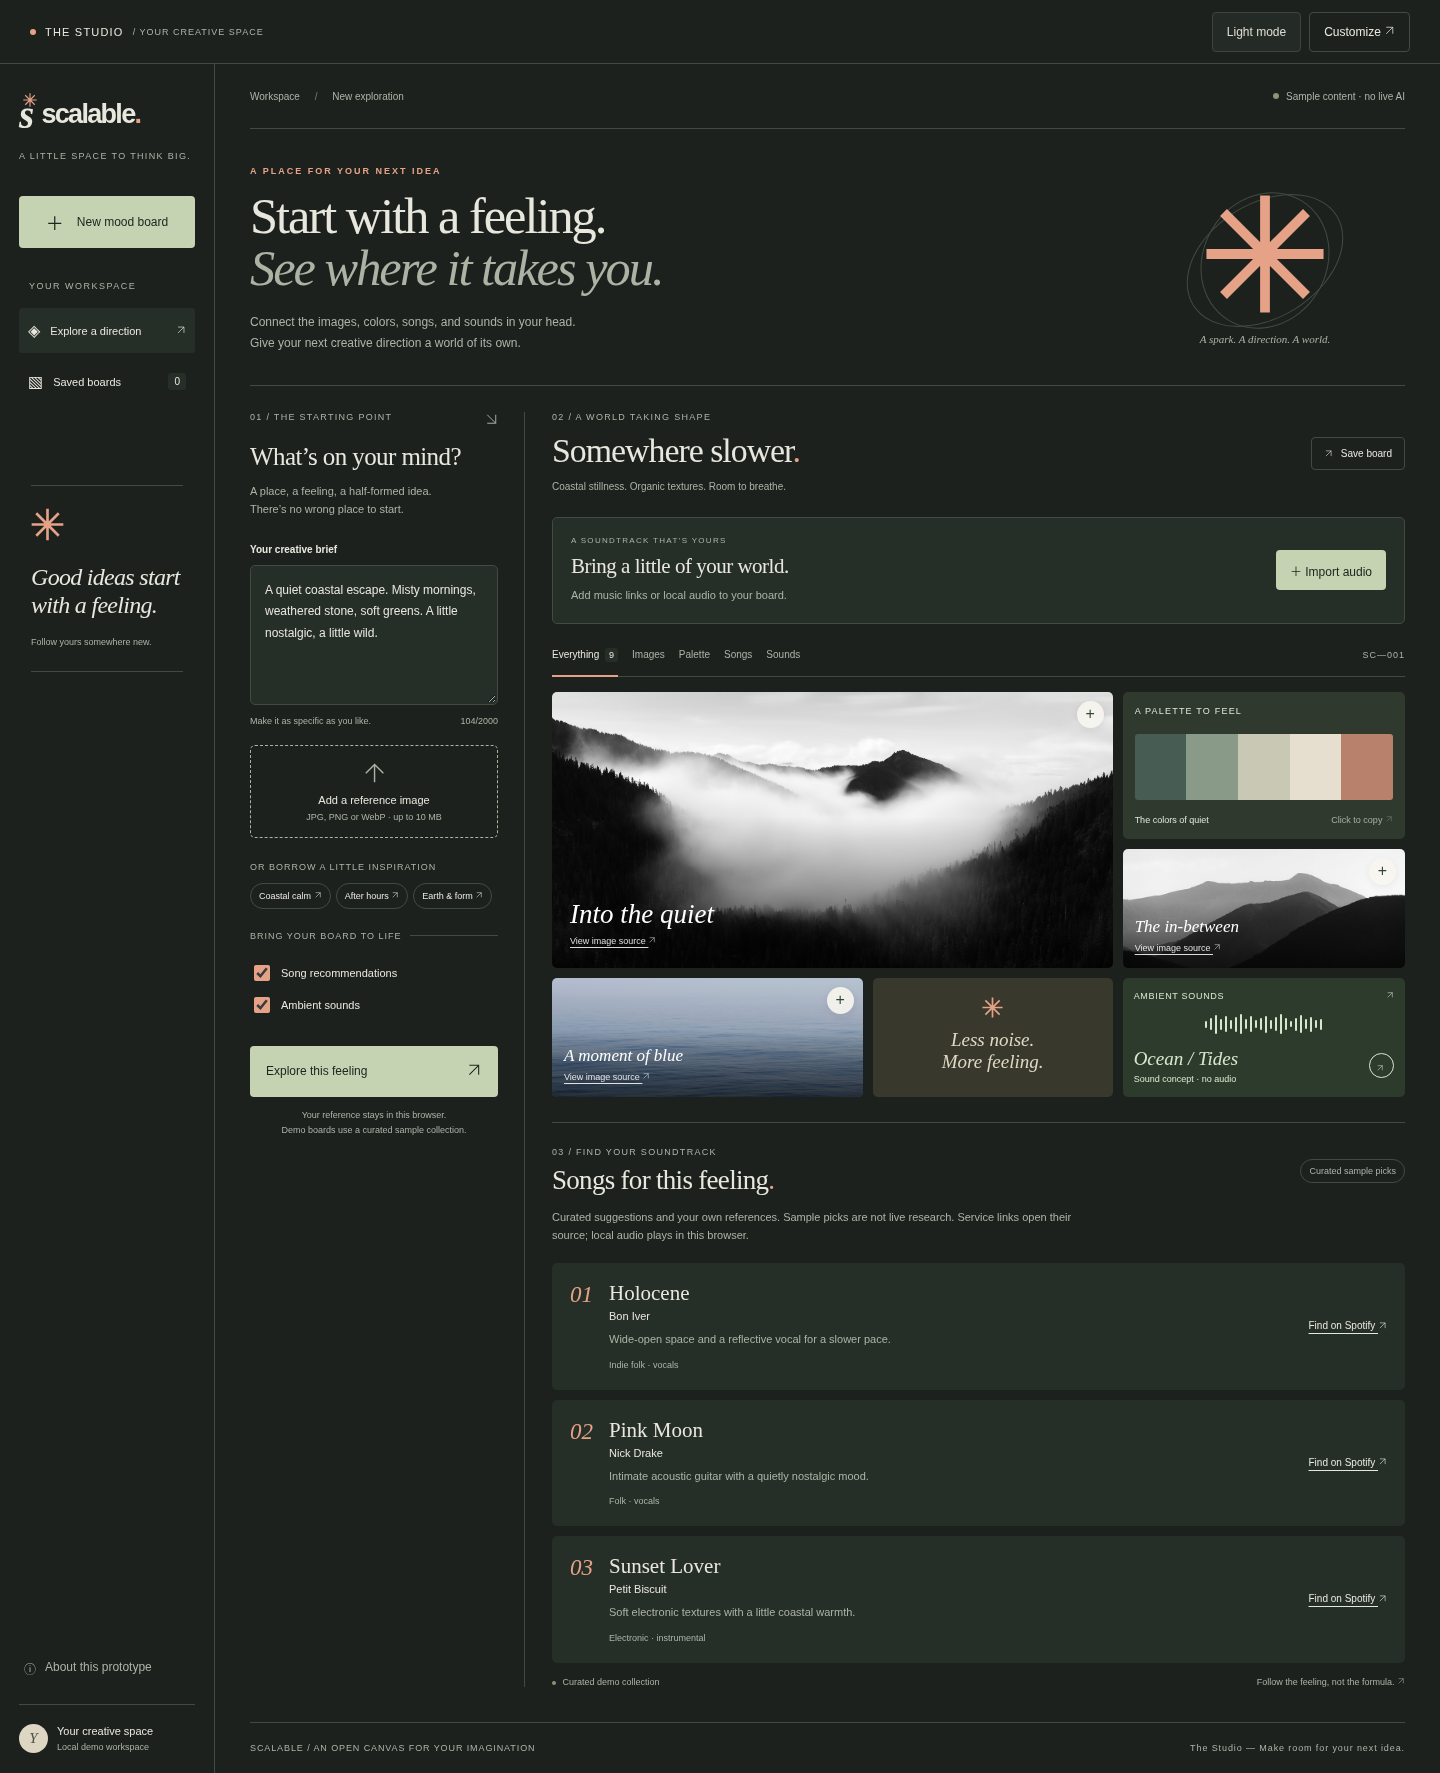 THE STUDIO / YOUR CREATIVE SPACE
Light mode
Customize
scalable.
A LITTLE SPACE TO THINK BIG.
New mood board
YOUR WORKSPACE
Explore a direction
Saved boards 0
Good ideas start
with a feeling.
Follow yours somewhere new.
About this prototype
Y
Your creative space
Local demo workspace
Workspace / New exploration
Sample content · no live AI
A PLACE FOR YOUR NEXT IDEA
Start with a feeling.
See where it takes you.
Connect the images, colors, songs, and sounds in your head.
Give your next creative direction a world of its own.
A spark. A direction. A world.
01 / THE STARTING POINT
What’s on your mind?
A place, a feeling, a half-formed idea.
There’s no wrong place to start.
Your creative brief
A quiet coastal escape. Misty mornings,
weathered stone, soft greens. A little
nostalgic, a little wild.
Make it as specific as you like. 104/2000
Add a reference image
JPG, PNG or WebP · up to 10 MB
OR BORROW A LITTLE INSPIRATION
Coastal calm After hours Earth & form
BRING YOUR BOARD TO LIFE
Song recommendations
Ambient sounds
Explore this feeling
Your reference stays in this browser.
Demo boards use a curated sample collection.
02 / A WORLD TAKING SHAPE
Somewhere slower.
Coastal stillness. Organic textures. Room to breathe.
Save board
A SOUNDTRACK THAT’S YOURS
Bring a little of your world.
Add music links or local audio to your board.
Import audio
Everything 9 Images Palette Songs Sounds SC—001
Into the quiet
View image source
A PALETTE TO FEEL
The colors of quiet Click to copy
The in-between
View image source
A moment of blue
View image source
Less noise.
More feeling.
AMBIENT SOUNDS
Ocean / Tides
Sound concept · no audio
03 / FIND YOUR SOUNDTRACK
Songs for this feeling.
Curated sample picks
Curated suggestions and your own references. Sample picks are not live research. Service links open their
source; local audio plays in this browser.
01 Holocene
Bon Iver
Wide-open space and a reflective vocal for a slower pace.
Indie folk · vocals
Find on Spotify
02 Pink Moon
Nick Drake
Intimate acoustic guitar with a quietly nostalgic mood.
Folk · vocals
Find on Spotify
03 Sunset Lover
Petit Biscuit
Soft electronic textures with a little coastal warmth.
Electronic · instrumental
Find on Spotify
Curated demo collection
Follow the feeling, not the formula.
SCALABLE / AN OPEN CANVAS FOR YOUR IMAGINATION
The Studio — Make room for your next idea.